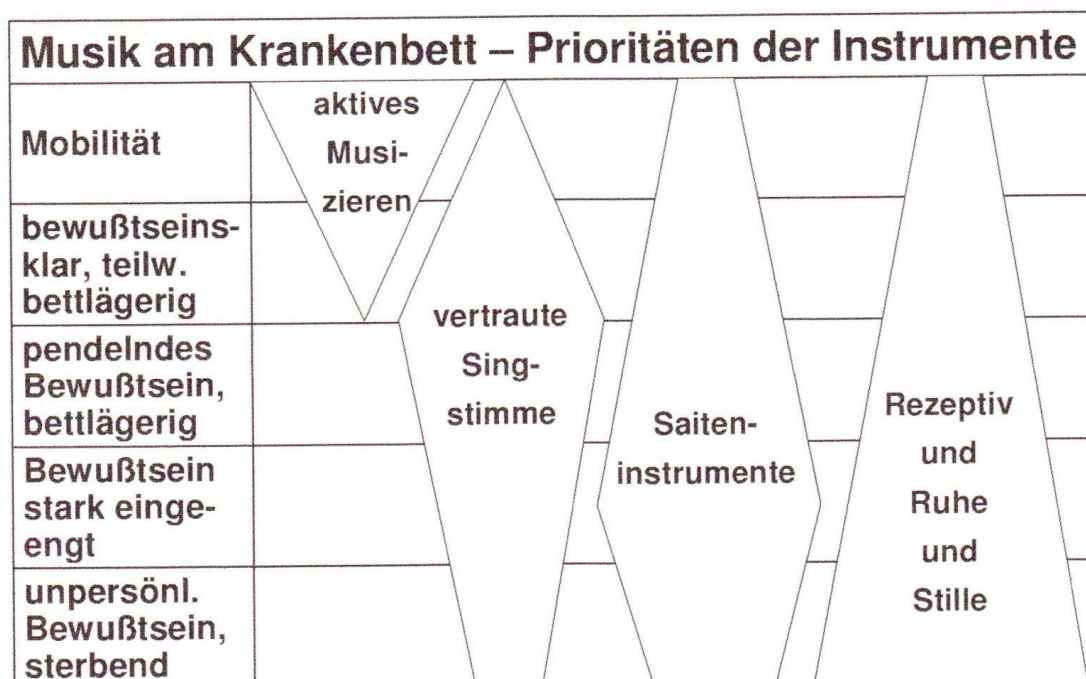 Musik am Krankenbett – Prioritäten der Instrumente
Mobilität
bewußtseins-
klar, teilw.
bettlägerig
pendelndes
Bewußtsein,
bettlägerig
Bewußtsein
stark einge-
engt
unpersönl.
Bewußtsein,
sterbend
aktives
Musi-
zieren
vertraute
Sing-
stimme
Saiten-
instrumente
Rezeptiv
und
Ruhe
und
Stille